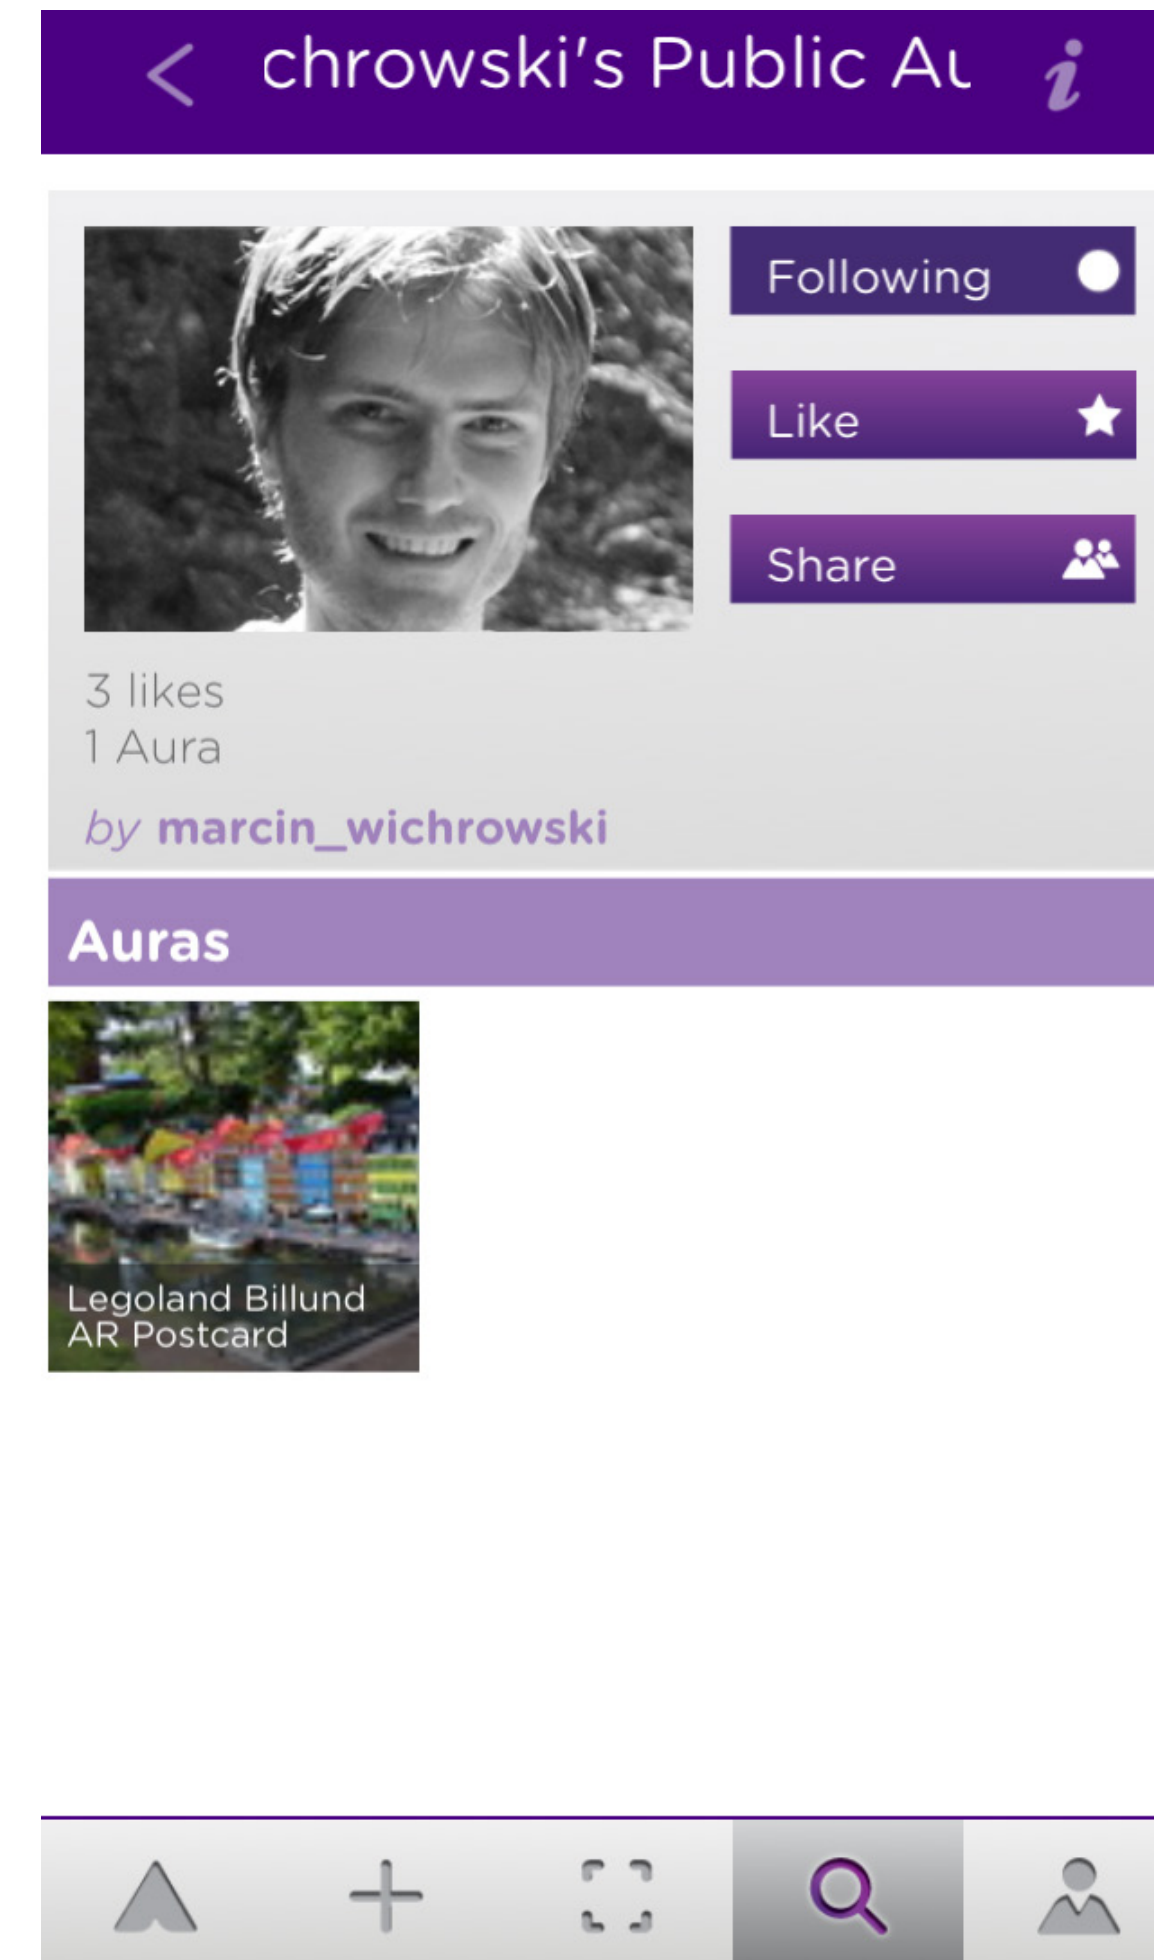 chrowski's Public Au
Following
Like
Share
3 likes
1 Aura
by marcin_wichrowski
Auras
Legoland Billund
AR Postcard